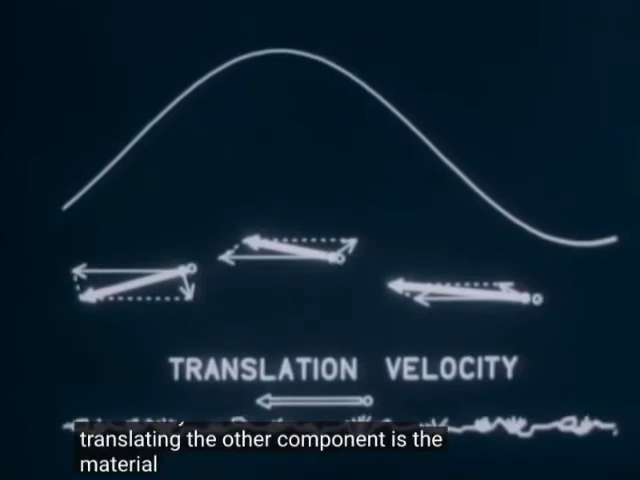 TRANSLATION VELOCITY
translating the other component is the
material